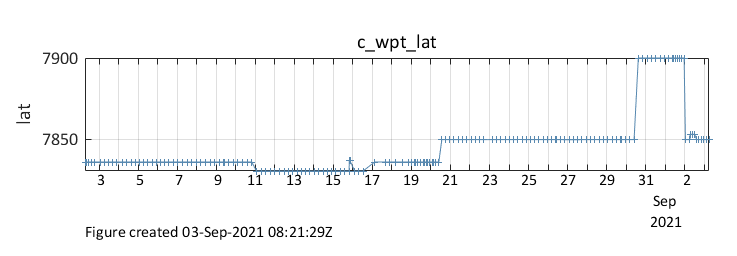 c_wpt_lat
7900
7850
lat
3 5 7 9 11 13 15 17 19 21 23 25 27 29 31 2
Sep
2021
Figure created 03-Sep-2021 08:21:29Z